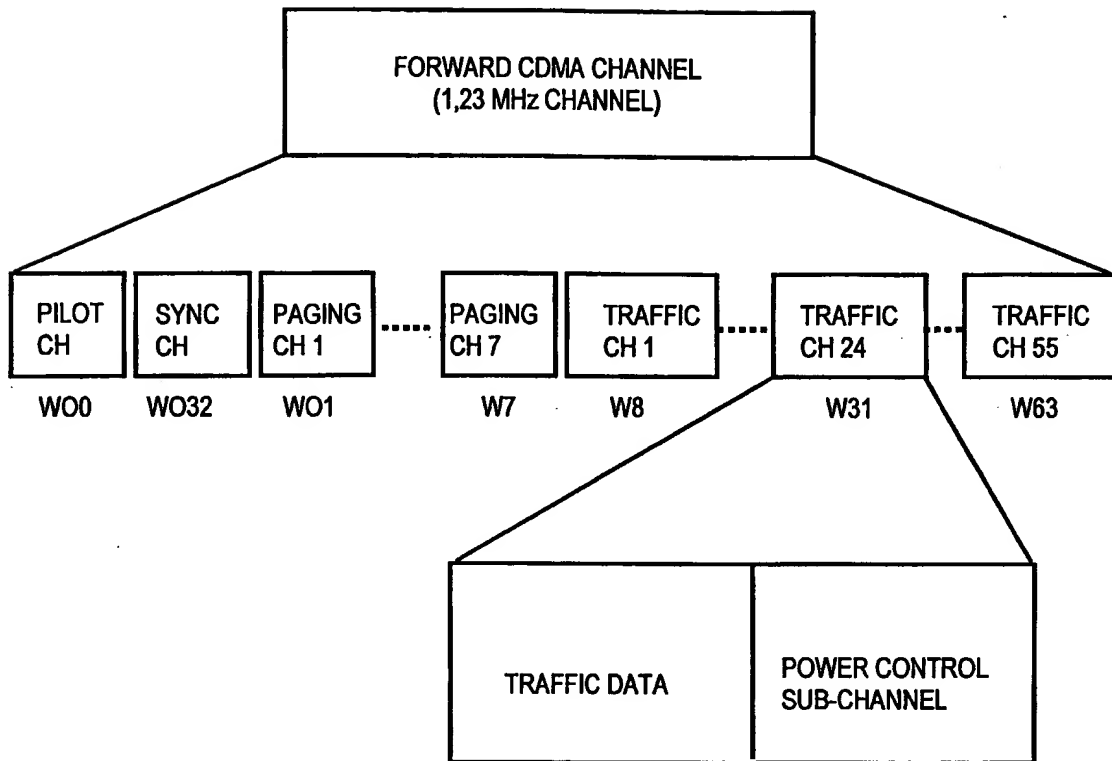 FORWARD CDMA CHANNEL
(1,23 MHz CHANNEL)
PILOT
CH
SYNC
CH
PAGING
CH 1
PAGING
CH 7
TRAFFIC
CH 1
TRAFFIC
CH 24
TRAFFIC
CH 55
WO0
WO32
WO1
W7
W8
W31
W63
TRAFFIC DATA
POWER CONTROL
SUB-CHANNEL